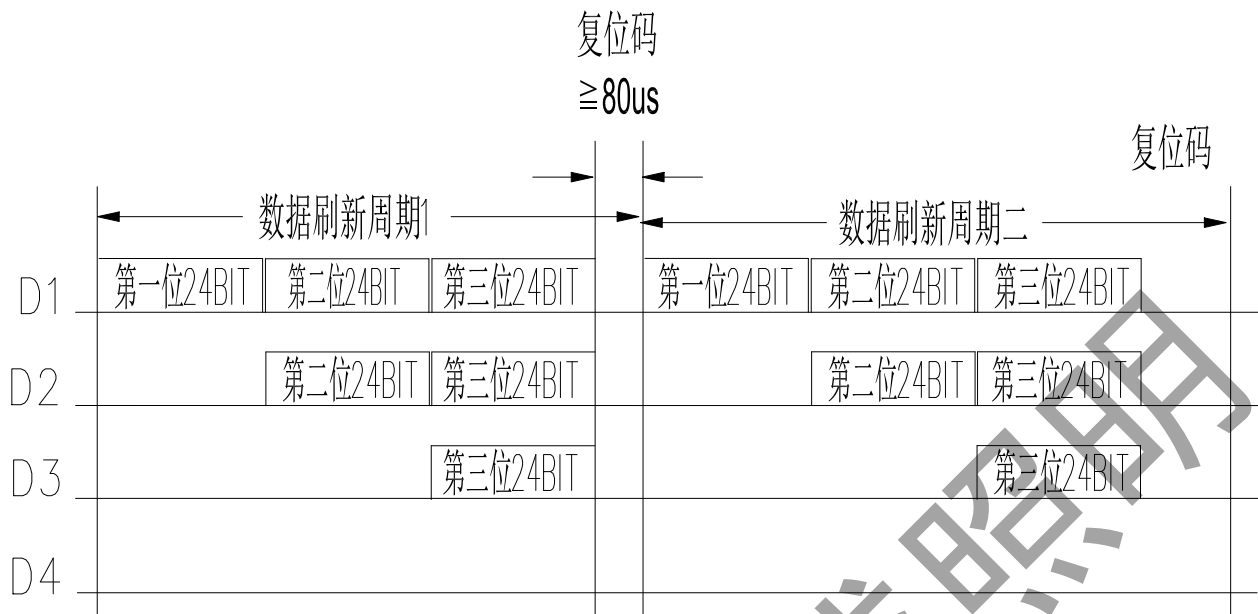 复位码
≧80us
复位码
数据刷新周期1
数据刷新周期二
D1 第一位24BIT 第二位24BIT 第三位24BIT 第一位24BIT 第二位24BIT 第三位24BIT
D2 第二位24BIT 第三位24BIT 第二位24BIT 第三位24BIT
D3 第三位24BIT 第三位24BIT
D4
照明